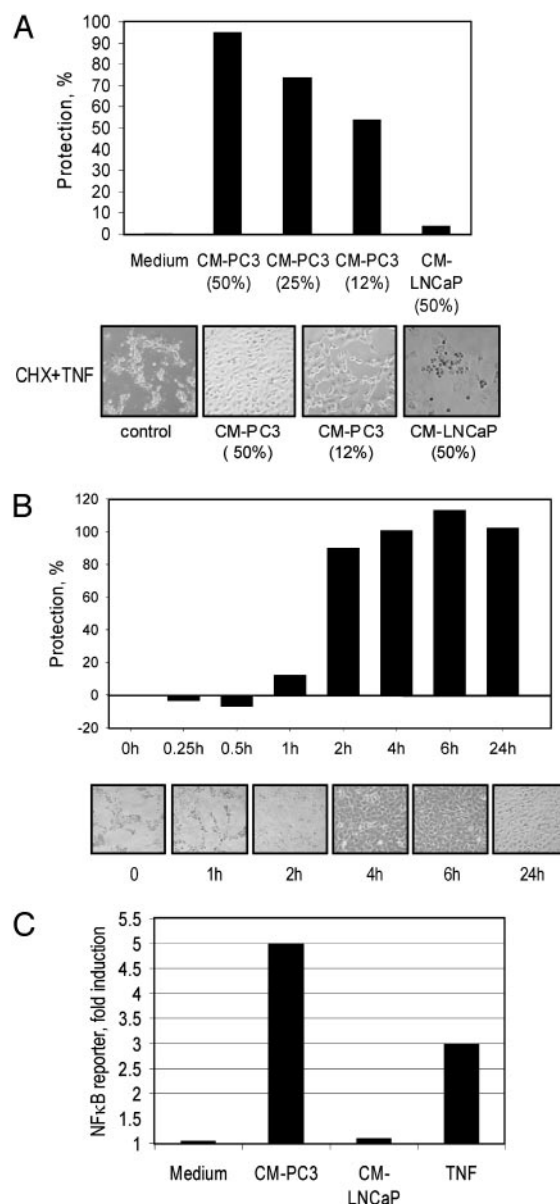 A
100
90
80
70
60
50
40
30
20
10
0
Protection, %
Medium CM-PC3 CM-PC3 CM-PC3 CM-
(50%) (25%) (12%) LNCaP
(50%)
CHX+TNF
control CM-PC3 CM-PC3 CM-LNCaP
( 50%) (12%) (50%)
B
120
100
80
60
40
20
0
-20
Protection, %
0h 0.25h 0.5h 1h 2h 4h 6h 24h
0 1h 2h 4h 6h 24h
C
5.5
5
4.5
4
3.5
3
2.5
2
1.5
1
NFκB reporter, fold induction
Medium CM-PC3 CM- TNF
LNCaP